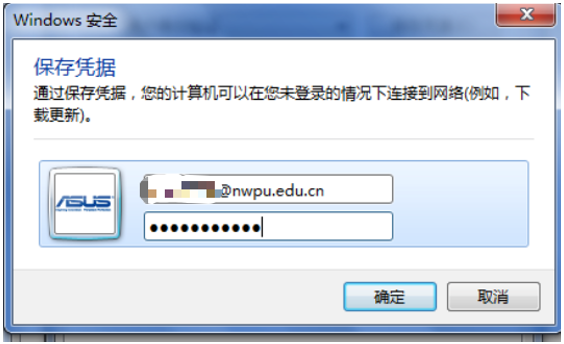 Windows 安全
保存凭据
通过保存凭据，您的计算机可以在您未登录的情况下连接到网络(例如，下
载更新)。
ASUS
@nwpu.edu.cn
●●●●●●●●●●●
确定
取消